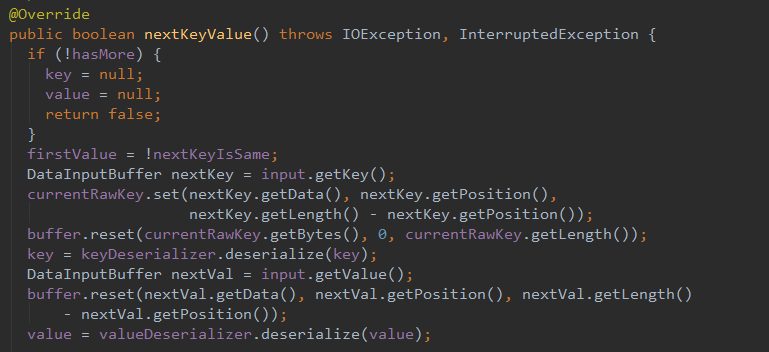 @Override
public boolean nextKeyValue() throws IOException, InterruptedException {
  if (!hasMore) {
    key = null;
    value = null;
    return false;
  }
  firstValue = !nextKeyIsSame;
  DataInputBuffer nextKey = input.getKey();
  currentRawKey.set(nextKey.getData(), nextKey.getPosition(),
                    nextKey.getLength() - nextKey.getPosition());
  buffer.reset(currentRawKey.getBytes(), 0, currentRawKey.getLength());
  key = keyDeserializer.deserialize(key);
  DataInputBuffer nextVal = input.getValue();
  buffer.reset(nextVal.getData(), nextVal.getPosition(), nextVal.getLength()
      - nextVal.getPosition());
  value = valueDeserializer.deserialize(value);